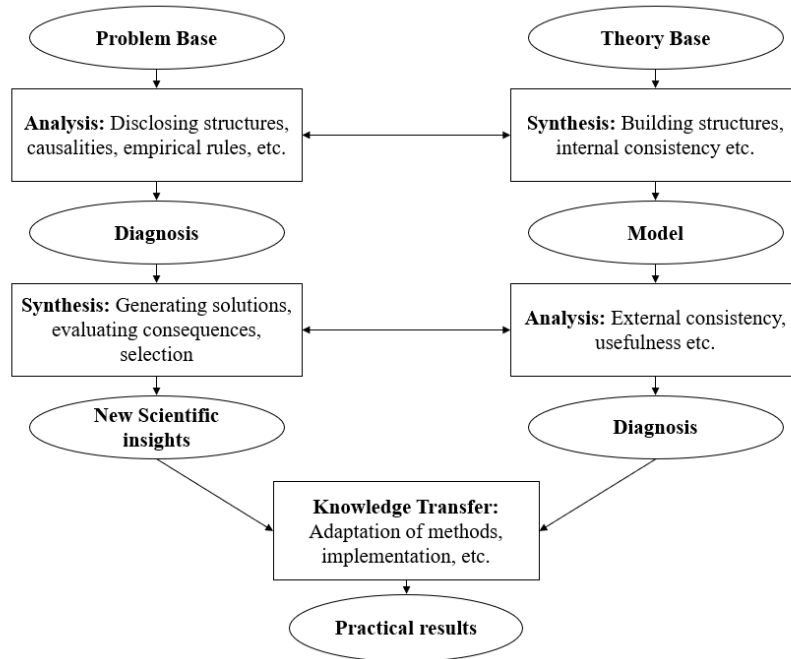 Problem Base
Theory Base
Analysis: Disclosing structures,
causalities, empirical rules, etc.
Synthesis: Building structures,
internal consistency etc.
Diagnosis
Model
Synthesis: Generating solutions,
evaluating consequences,
selection
Analysis: External consistency,
usefulness etc.
New Scientific
insights
Diagnosis
Knowledge Transfer:
Adaptation of methods,
implementation, etc.
Practical results